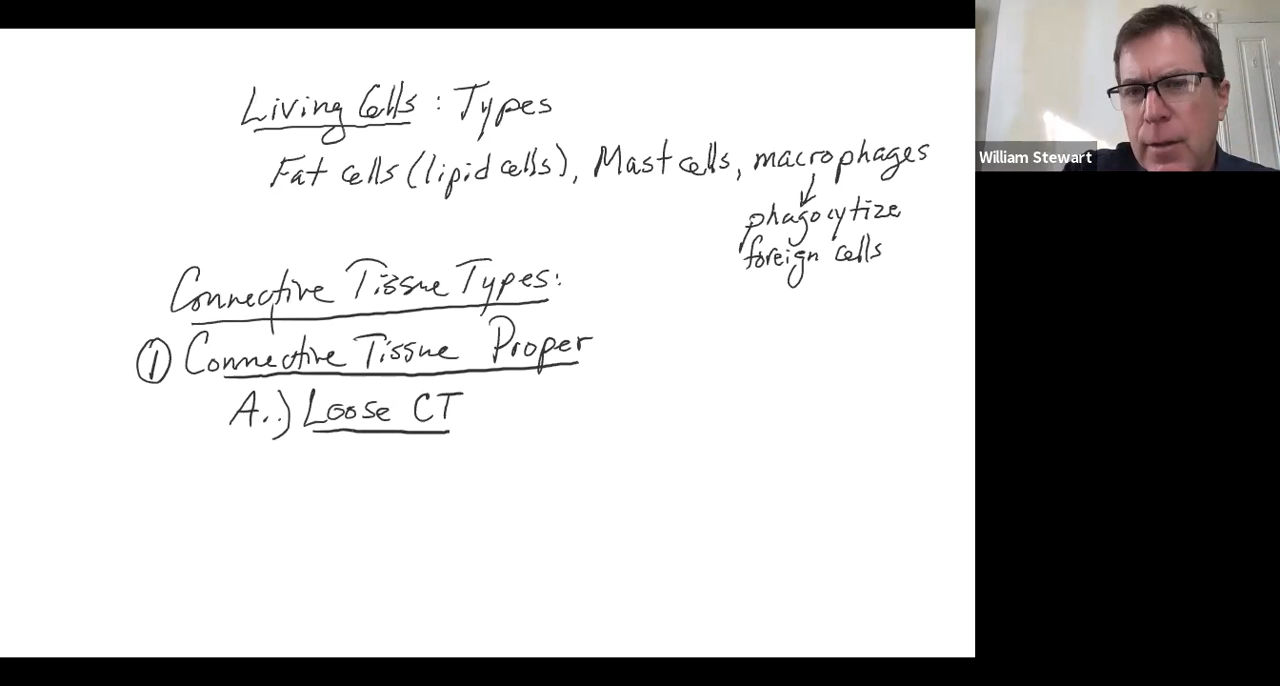 Living Cells : Types
Fat cells (lipid cells), Mast cells, macrophages
↓
phagocytize
foreign cells
Connective Tissue Types:
① Connective Tissue Proper
A.) Loose CT
William Stewart